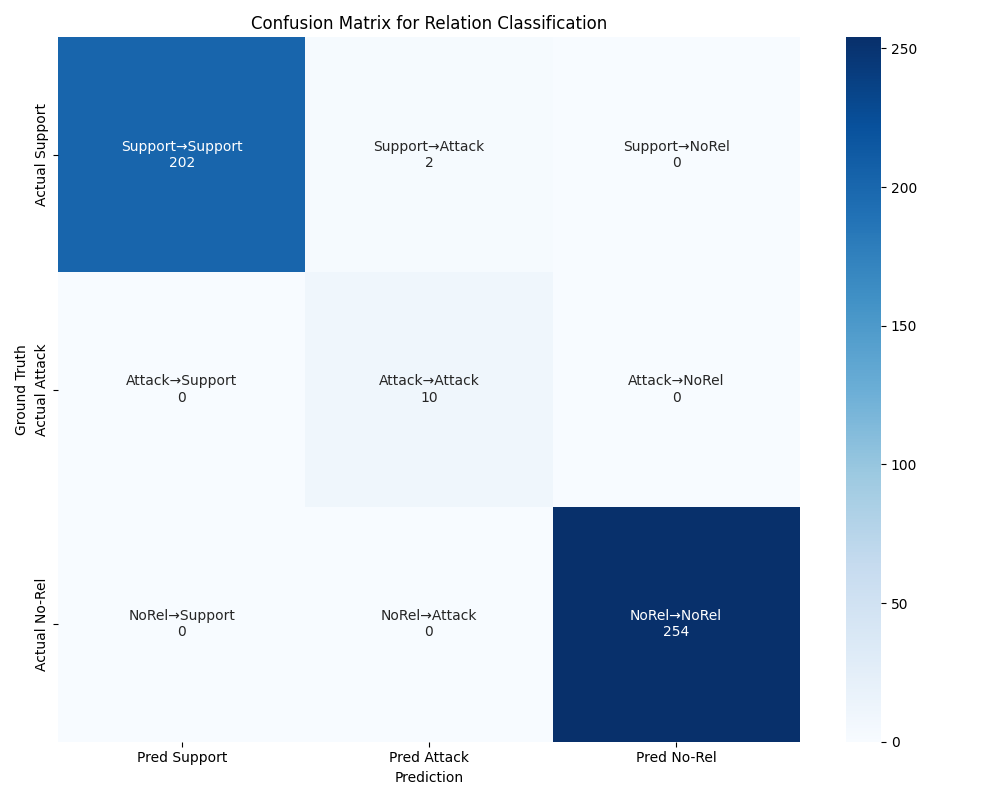 Confusion Matrix for Relation Classification
Support→Support
202
Support→Attack
2
Support→NoRel
0
Attack→Support
0
Attack→Attack
10
Attack→NoRel
0
NoRel→Support
0
NoRel→Attack
0
NoRel→NoRel
254
Ground Truth
Actual Support
Actual Attack
Actual No-Rel
Pred Support
Pred Attack
Pred No-Rel
Prediction
250
200
150
100
50
0